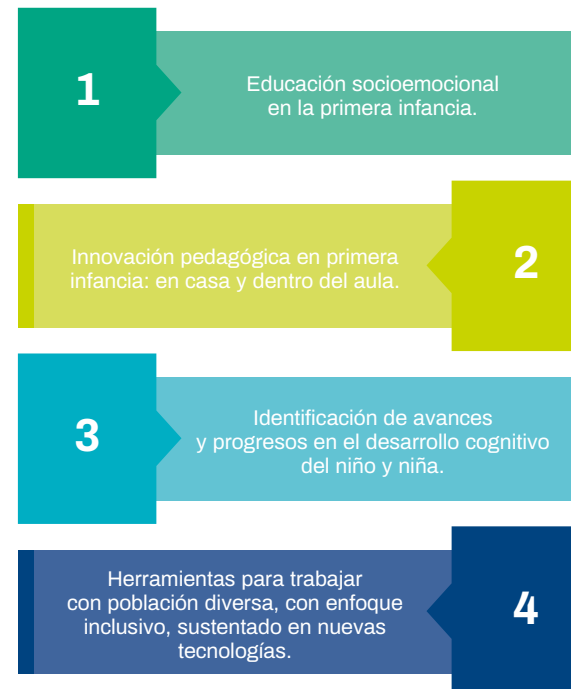 1
Educación socioemocional
en la primera infancia.
Innovación pedagógica en primera
infancia: en casa y dentro del aula.
2
3
Identificación de avances
y progresos en el desarrollo cognitivo
del niño y niña.
Herramientas para trabajar
con población diversa, con enfoque
inclusivo, sustentado en nuevas
tecnologías.
4